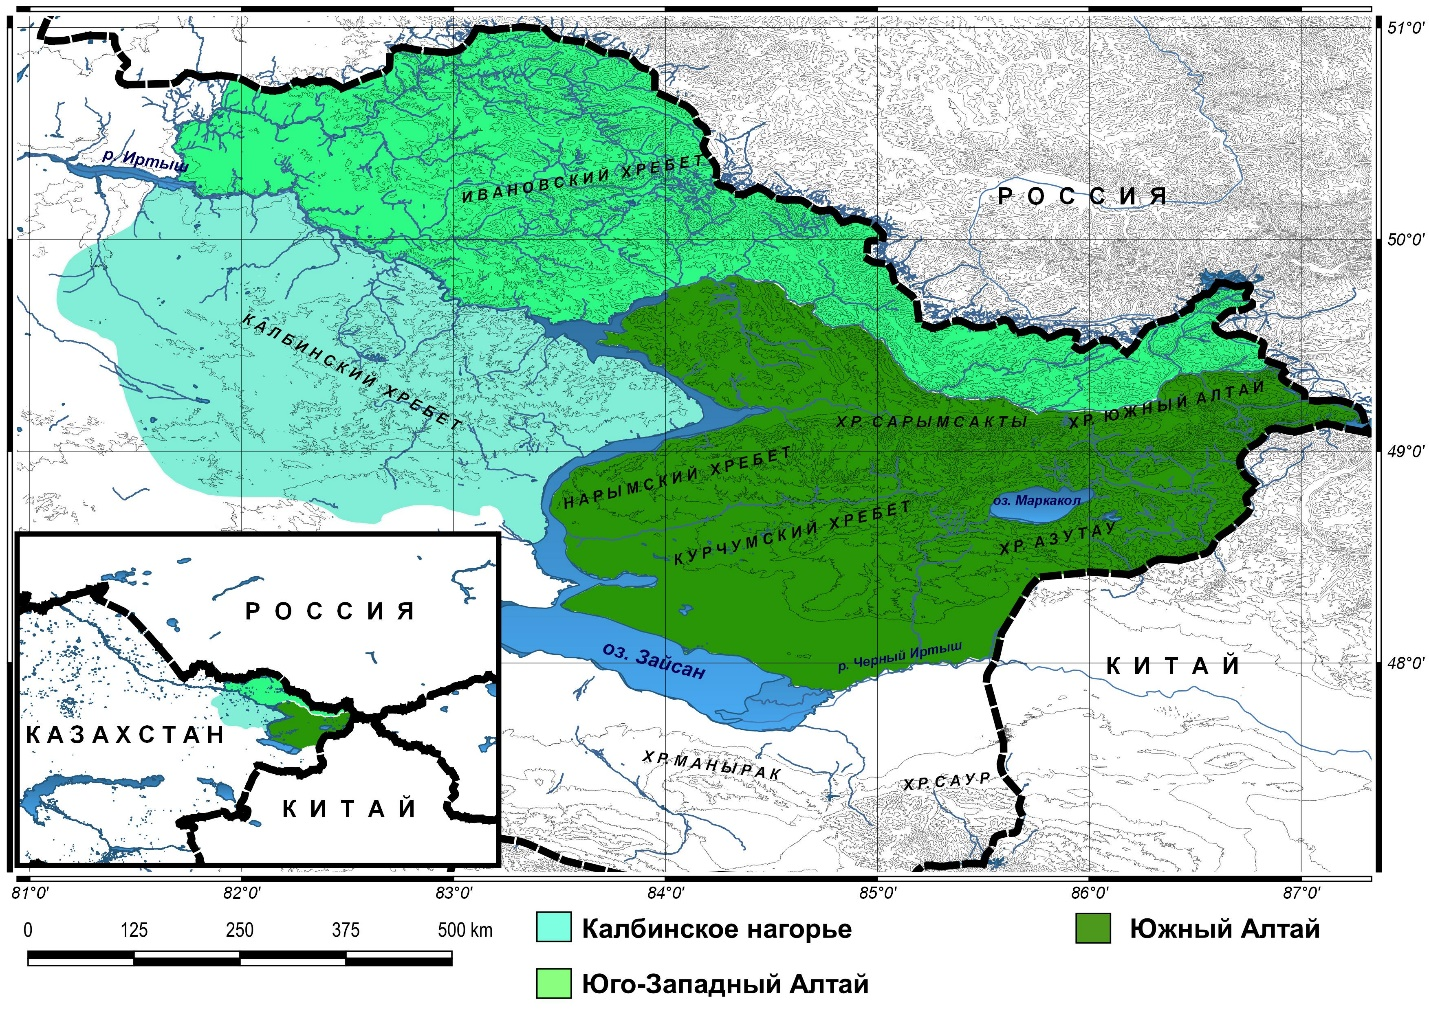 51°0'
р. Иртыш
ИВАНОВСКИЙ ХРЕБЕТ
РОССИЯ
50°0'
КАЛБИНСКИЙ ХРЕБЕТ
ХР. ЮЖНЫЙ АЛТАЙ
ХР. САРЫМСАКТЫ
49°0'
НАРЫМСКИЙ ХРЕБЕТ
оз. Маркакол
КУРЧУМСКИЙ ХРЕБЕТ
ХР. АЗУТАУ
РОССИЯ
оз. Зайсан
р. Черный Иртыш
КИТАЙ
48°0'
КАЗАХСТАН
ХР. МАНЫРАК
ХР. САУР
КИТАЙ
81°0' 82°0' 83°0' 84°0' 85°0' 86°0' 87°0'
0 125 250 375 500 km
Калбинское нагорье
Южный Алтай
Юго-Западный Алтай